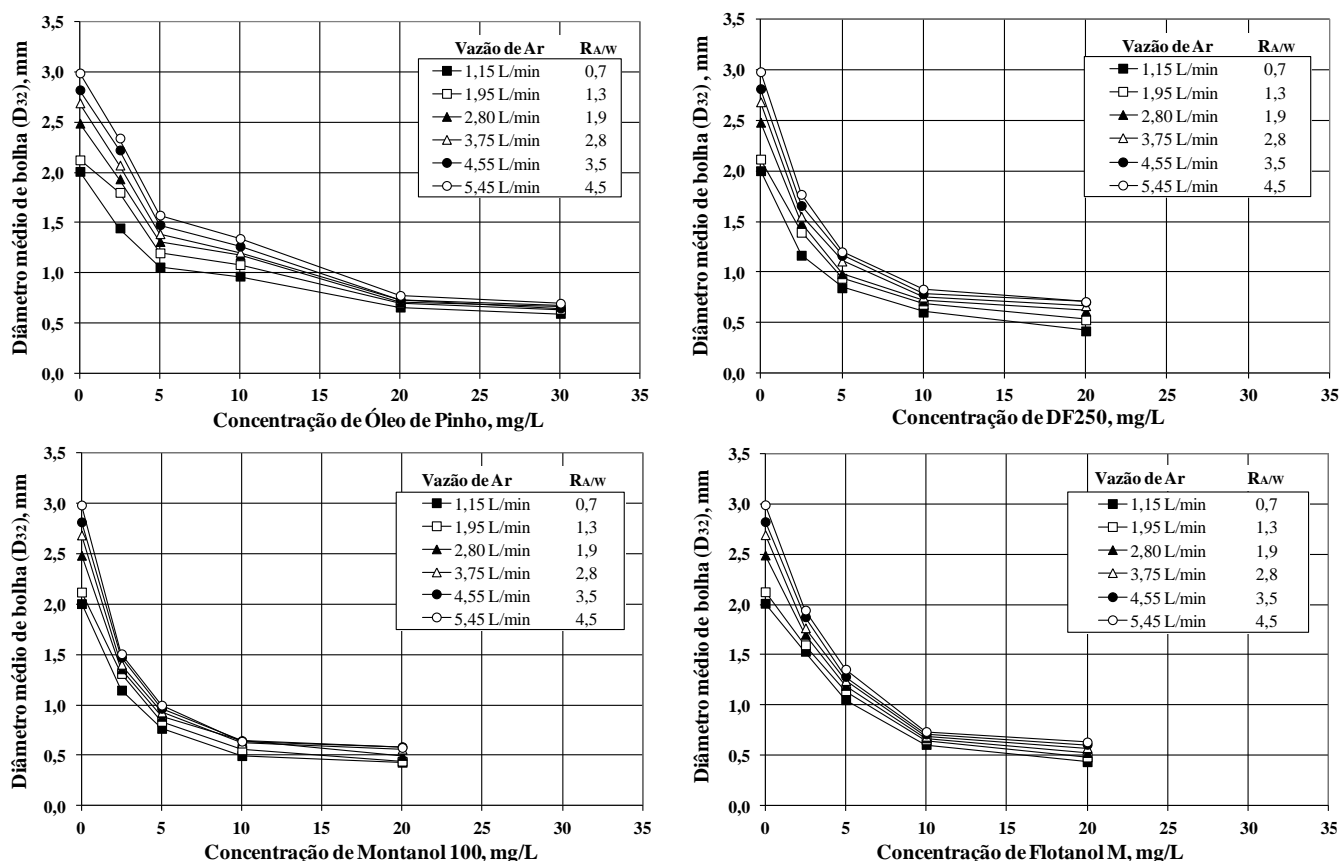 Diâmetro médio de bolha (D32), mm
3,5
3,0
2,5
2,0
1,5
1,0
0,5
0,0
0 5 10 15 20 25 30 35
Vazão de Ar RA/W
1,15 L/min 0,7
1,95 L/min 1,3
2,80 L/min 1,9
3,75 L/min 2,8
4,55 L/min 3,5
5,45 L/min 4,5
Concentração de Óleo de Pinho, mg/L
Diâmetro médio de bolha (D32) , mm
3,5
3,0
2,5
2,0
1,5
1,0
0,5
0,0
0 5 10 15 20 25 30 35
Vazão de Ar RA/W
1,15 L/min 0,7
1,95 L/min 1,3
2,80 L/min 1,9
3,75 L/min 2,8
4,55 L/min 3,5
5,45 L/min 4,5
Concentração de DF250, mg/L
Diâmetro médio de bolha (D32), mm
3,5
3,0
2,5
2,0
1,5
1,0
0,5
0,0
0 5 10 15 20 25 30 35
Vazão de Ar RA/W
1,15 L/min 0,7
1,95 L/min 1,3
2,80 L/min 1,9
3,75 L/min 2,8
4,55 L/min 3,5
5,45 L/min 4,5
Concentração de Montanol 100, mg/L
Diâmetro médio de bolha (D32), mm
3,5
3,0
2,5
2,0
1,5
1,0
0,5
0,0
0 5 10 15 20 25 30 35
Vazão de Ar RA/W
1,15 L/min 0,7
1,95 L/min 1,3
2,80 L/min 1,9
3,75 L/min 2,8
4,55 L/min 3,5
5,45 L/min 4,5
Concentração de Flotanol M, mg/L